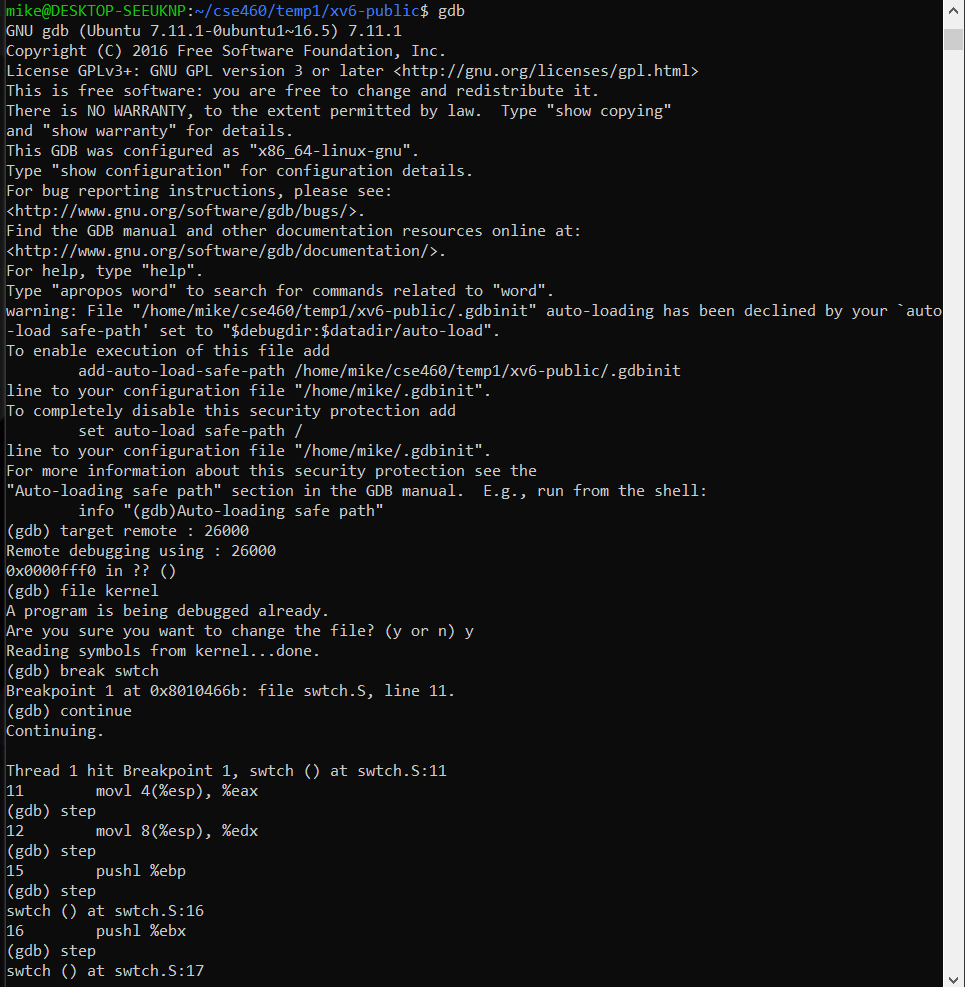 mike@DESKTOP-SEEUKNP:~/cse460/temp1/xv6-public$ gdb
GNU gdb (Ubuntu 7.11.1-0ubuntu1~16.5) 7.11.1
Copyright (C) 2016 Free Software Foundation, Inc.
License GPLv3+: GNU GPL version 3 or later <http://gnu.org/licenses/gpl.html>
This is free software: you are free to change and redistribute it.
There is NO WARRANTY, to the extent permitted by law.  Type "show copying"
and "show warranty" for details.
This GDB was configured as "x86_64-linux-gnu".
Type "show configuration" for configuration details.
For bug reporting instructions, please see:
<http://www.gnu.org/software/gdb/bugs/>.
Find the GDB manual and other documentation resources online at:
<http://www.gnu.org/software/gdb/documentation/>.
For help, type "help".
Type "apropos word" to search for commands related to "word".
warning: File "/home/mike/cse460/temp1/xv6-public/.gdbinit" auto-loading has been declined by your `auto
-load safe-path' set to "$debugdir:$datadir/auto-load".
To enable execution of this file add
        add-auto-load-safe-path /home/mike/cse460/temp1/xv6-public/.gdbinit
line to your configuration file "/home/mike/.gdbinit".
To completely disable this security protection add
        set auto-load safe-path /
line to your configuration file "/home/mike/.gdbinit".
For more information about this security protection see the
"Auto-loading safe path" section in the GDB manual.  E.g., run from the shell:
        info "(gdb)Auto-loading safe path"
(gdb) target remote : 26000
Remote debugging using : 26000
0x0000fff0 in ?? ()
(gdb) file kernel
A program is being debugged already.
Are you sure you want to change the file? (y or n) y
Reading symbols from kernel...done.
(gdb) break swtch
Breakpoint 1 at 0x8010466b: file swtch.S, line 11.
(gdb) continue
Continuing.

Thread 1 hit Breakpoint 1, swtch () at swtch.S:11
11        movl 4(%esp), %eax
(gdb) step
12        movl 8(%esp), %edx
(gdb) step
15        pushl %ebp
(gdb) step
swtch () at swtch.S:16
16        pushl %ebx
(gdb) step
swtch () at swtch.S:17